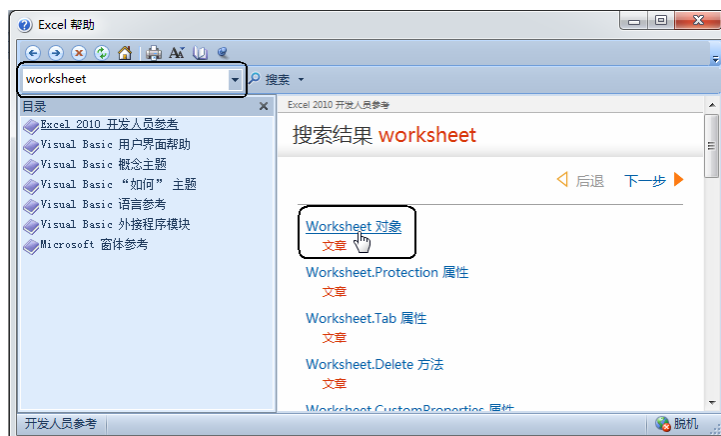 Excel 帮助
worksheet
搜索
目录
Excel 2010 开发人员参考
Visual Basic 用户界面帮助
Visual Basic 概念主题
Visual Basic “如何” 主题
Visual Basic 语言参考
Visual Basic 外接程序模块
Microsoft 窗体参考
Excel 2010 开发人员参考
搜索结果 worksheet
后退 下一步
Worksheet 对象
文章
Worksheet.Protection 属性
文章
Worksheet.Tab 属性
文章
Worksheet.Delete 方法
文章
Worksheet.CustomProperties 属性
开发人员参考
脱机